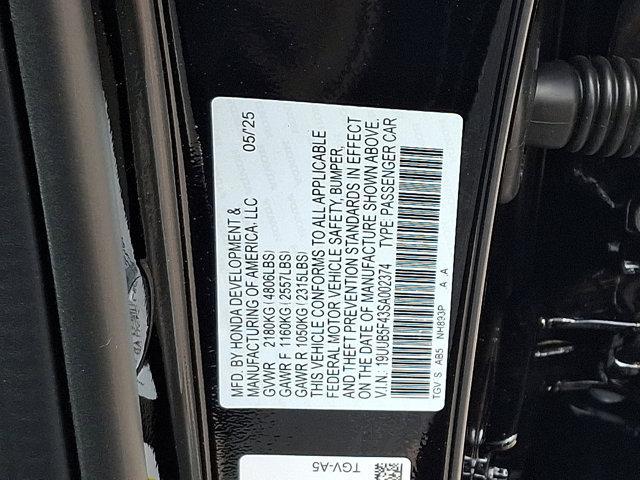 MFD. BY HONDA DEVELOPMENT &
MANUFACTURING OF AMERICA, LLC 05/'25
GVWR 2180KG(4806LBS)
GAWR F 1160KG(2557LBS)
GAWR R 1050KG(2315LBS)
THIS VEHICLE CONFORMS TO ALL APPLICABLE
FEDERAL MOTOR VEHICLE SAFETY, BUMPER,
AND THEFT PREVENTION STANDARDS IN EFFECT
ON THE DATE OF MANUFACTURE SHOWN ABOVE.
V.I.N: 19UUB5F43SA002374 TYPE: PASSENGER CAR
TGV S AB5 NH893P A A
TGV-A5